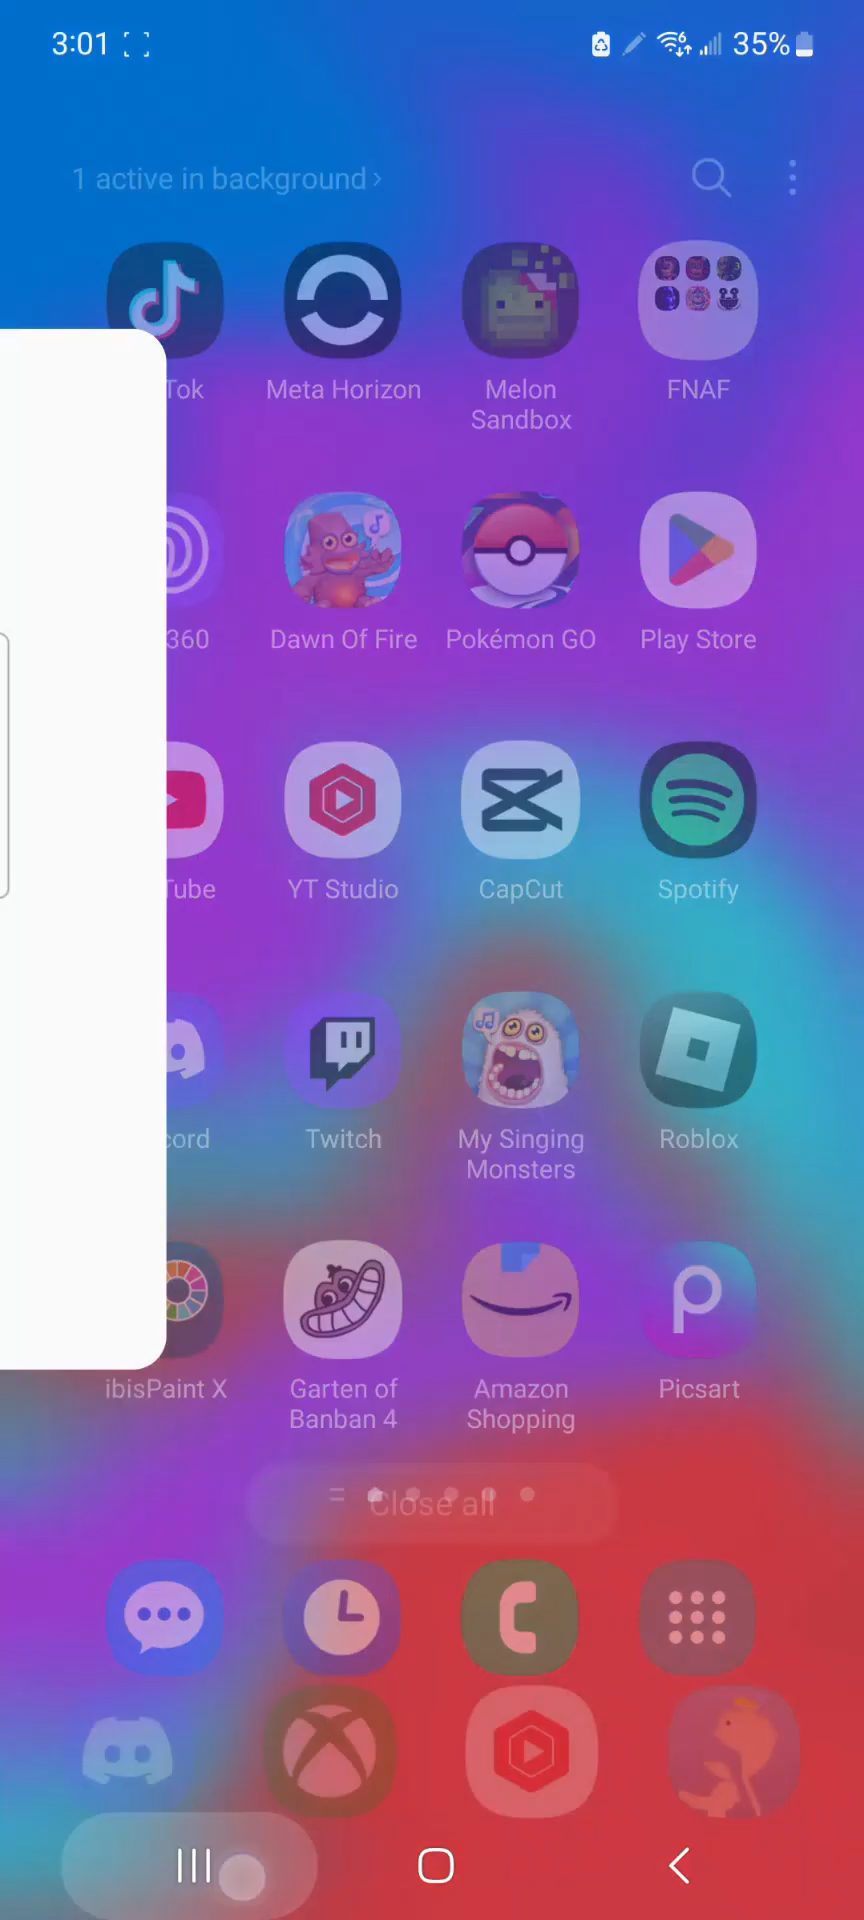 3:01
35%
1 active in background >
Tok
Meta Horizon
Melon
Sandbox
FNAF
360
Dawn Of Fire
Pokémon GO
Play Store
Tube
YT Studio
CapCut
Spotify
cord
Twitch
My Singing
Monsters
Roblox
ibisPaint X
Garten of
Banban 4
Amazon
Shopping
Picsart
Close all